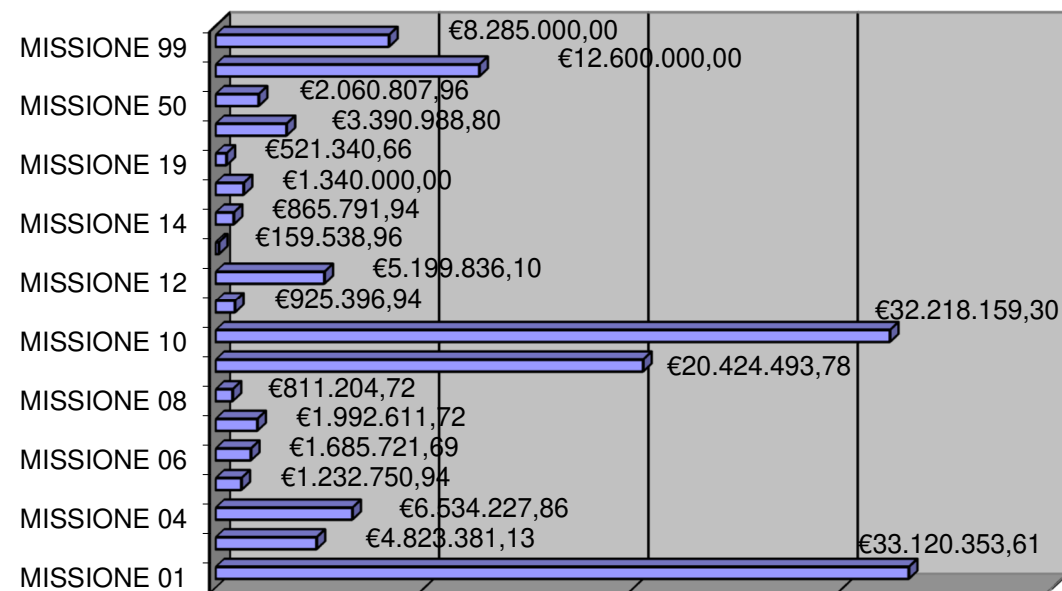 €8.285.000,00
MISSIONE 99
€12.600.000,00
€2.060.807,96
MISSIONE 50
€3.390.988,80
€521.340,66
MISSIONE 19
€1.340.000,00
€865.791,94
MISSIONE 14
€159.538,96
€5.199.836,10
MISSIONE 12
€925.396,94
€32.218.159,30
MISSIONE 10
€20.424.493,78
€811.204,72
MISSIONE 08
€1.992.611,72
€1.685.721,69
MISSIONE 06
€1.232.750,94
€6.534.227,86
MISSIONE 04
€4.823.381,13
€33.120.353,61
MISSIONE 01